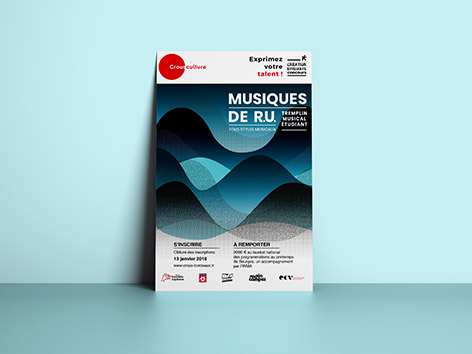 Crous culture
Exprimez
votre
talent !
CRÉATION
ÉTUDIANTE
CONCOURS
MUSIQUES
DE R.U.
TOUS STYLES MUSICAUX
TREMPLIN
MUSICAL
ÉTUDIANT
S'INSCRIRE
Clôture des inscriptions
13 janvier 2018
www.crous-bordeaux.fr
À REMPORTER
2000 € au lauréat national
des programmations au printemps
de Bourges, un accompagnement
par l'IRMA